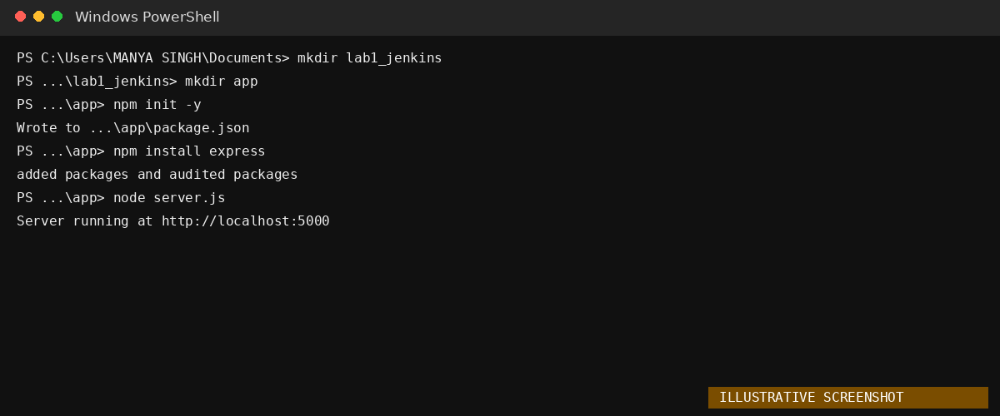 Windows PowerShell
PS C:\Users\MANYA SINGH\Documents> mkdir lab1_jenkins
PS ...\lab1_jenkins> mkdir app
PS ...\app> npm init -y
Wrote to ...\app\package.json
PS ...\app> npm install express
added packages and audited packages
PS ...\app> node server.js
Server running at http://localhost:5000
ILLUSTRATIVE SCREENSHOT